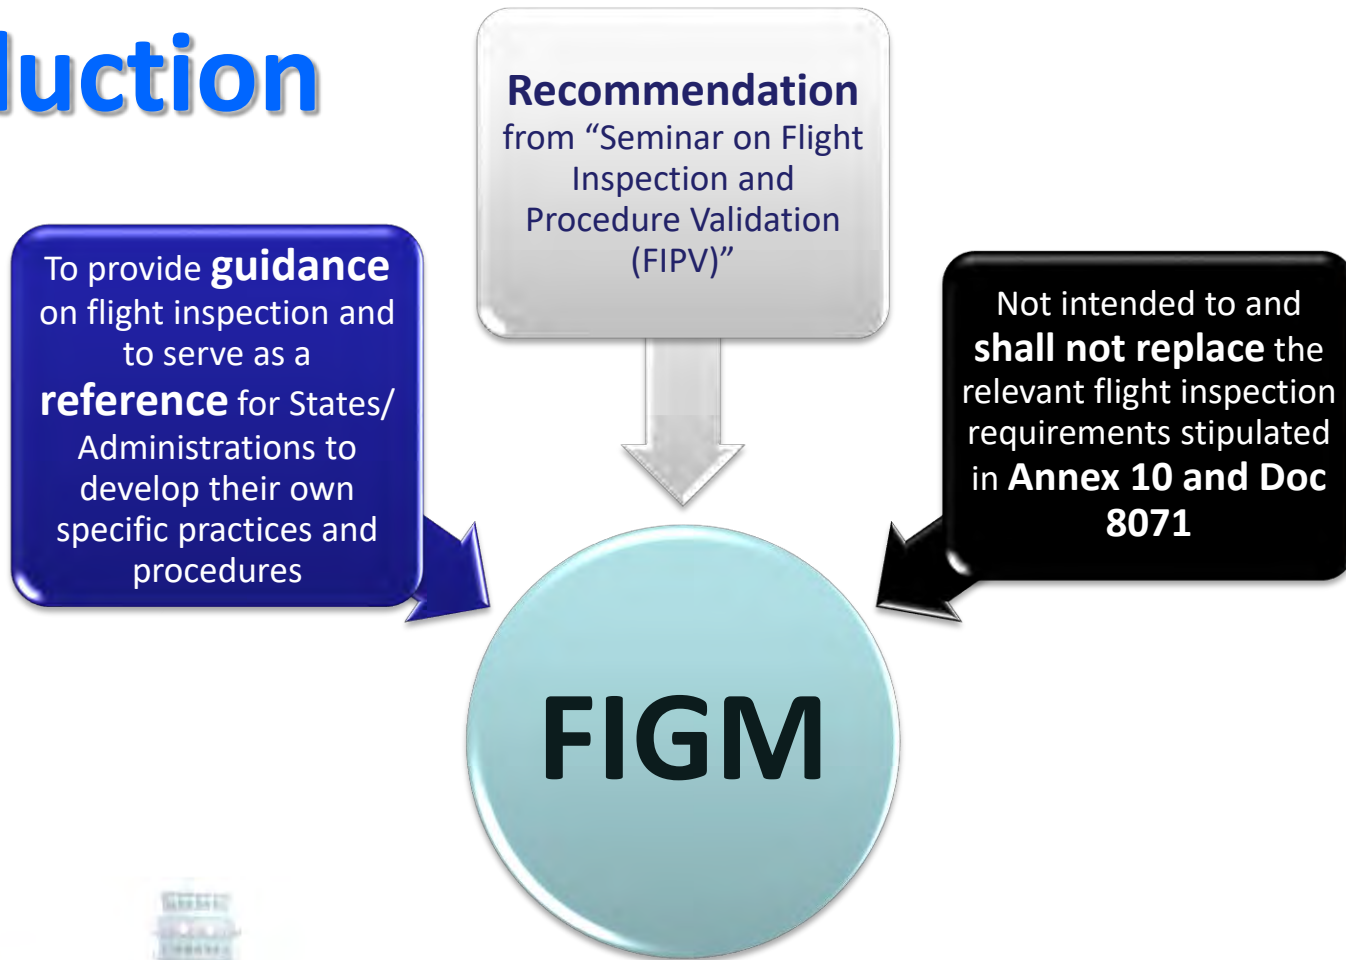 duction
Recommendation
from “Seminar on Flight
Inspection and
Procedure Validation
(FIPV)”
To provide guidance
on flight inspection and
to serve as a
reference for States/
Administrations to
develop their own
specific practices and
procedures
Not intended to and
shall not replace the
relevant flight inspection
requirements stipulated
in Annex 10 and Doc
8071
FIGM